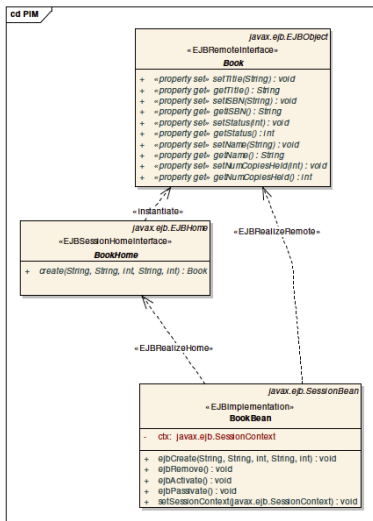 cd PIM
javax.ejb.EJBObject
«EJBRemoteInterface»
Book
+ «property set» setTitle(String) : void
+ «property get» getTitle() : String
+ «property set» setISBN(String) : void
+ «property get» getISBN() : String
+ «property set» setStatus(int) : void
+ «property get» getStatus() : int
+ «property set» setName(String) : void
+ «property get» getName() : String
+ «property set» setNumCopiesHeld(int) : void
+ «property get» getNumCopiesHeld() : int
«instantiate»
javax.ejb.EJBHome
«EJBSessionHomeInterface»
BookHome
+ create(String, String, int, String, int) : Book
«EJBRealizeRemote»
«EJBRealizeHome»
javax.ejb.SessionBean
«EJBImplementation»
BookBean
- ctx: javax.ejb.SessionContext
+ ejbCreate(String, String, int, String, int) : void
+ ejbRemove() : void
+ ejbActivate() : void
+ ejbPassivate() : void
+ setSessionContext(javax.ejb.SessionContext) : void